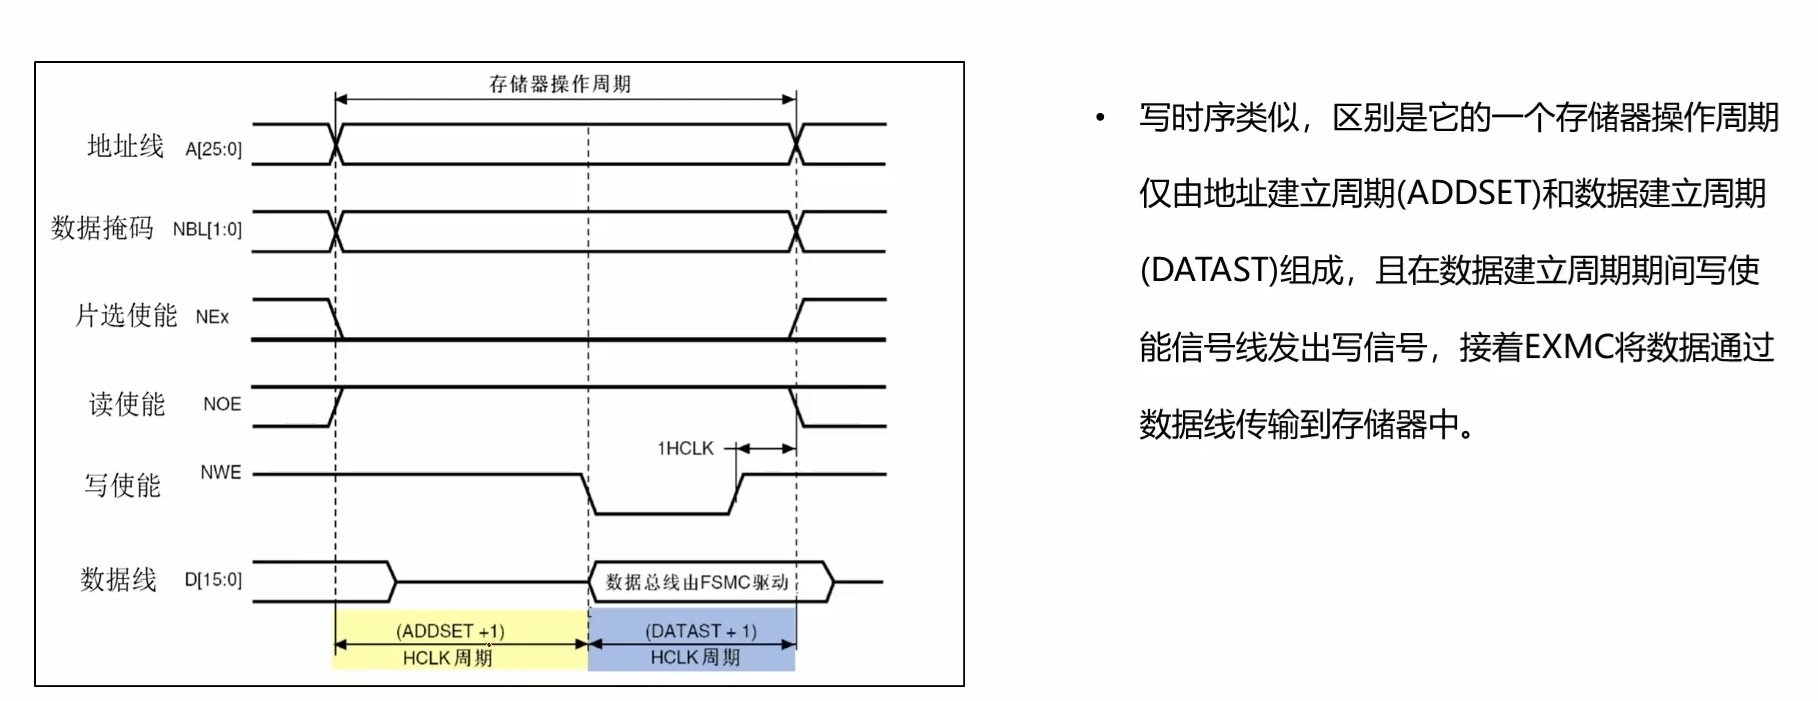 存储器操作周期
地址线 A[25:0]
数据掩码 NBL[1:0]
片选使能 NEx
读使能 NOE
1HCLK
写使能 NWE
数据线 D[15:0]
数据总线由FSMC驱动
(ADDSET +1) (DATAST + 1)
HCLK 周期 HCLK 周期
• 写时序类似，区别是它的一个存储器操作周期
仅由地址建立周期(ADDSET)和数据建立周期
(DATAST)组成，且在数据建立周期期间写使
能信号线发出写信号，接着EXMC将数据通过
数据线传输到存储器中。